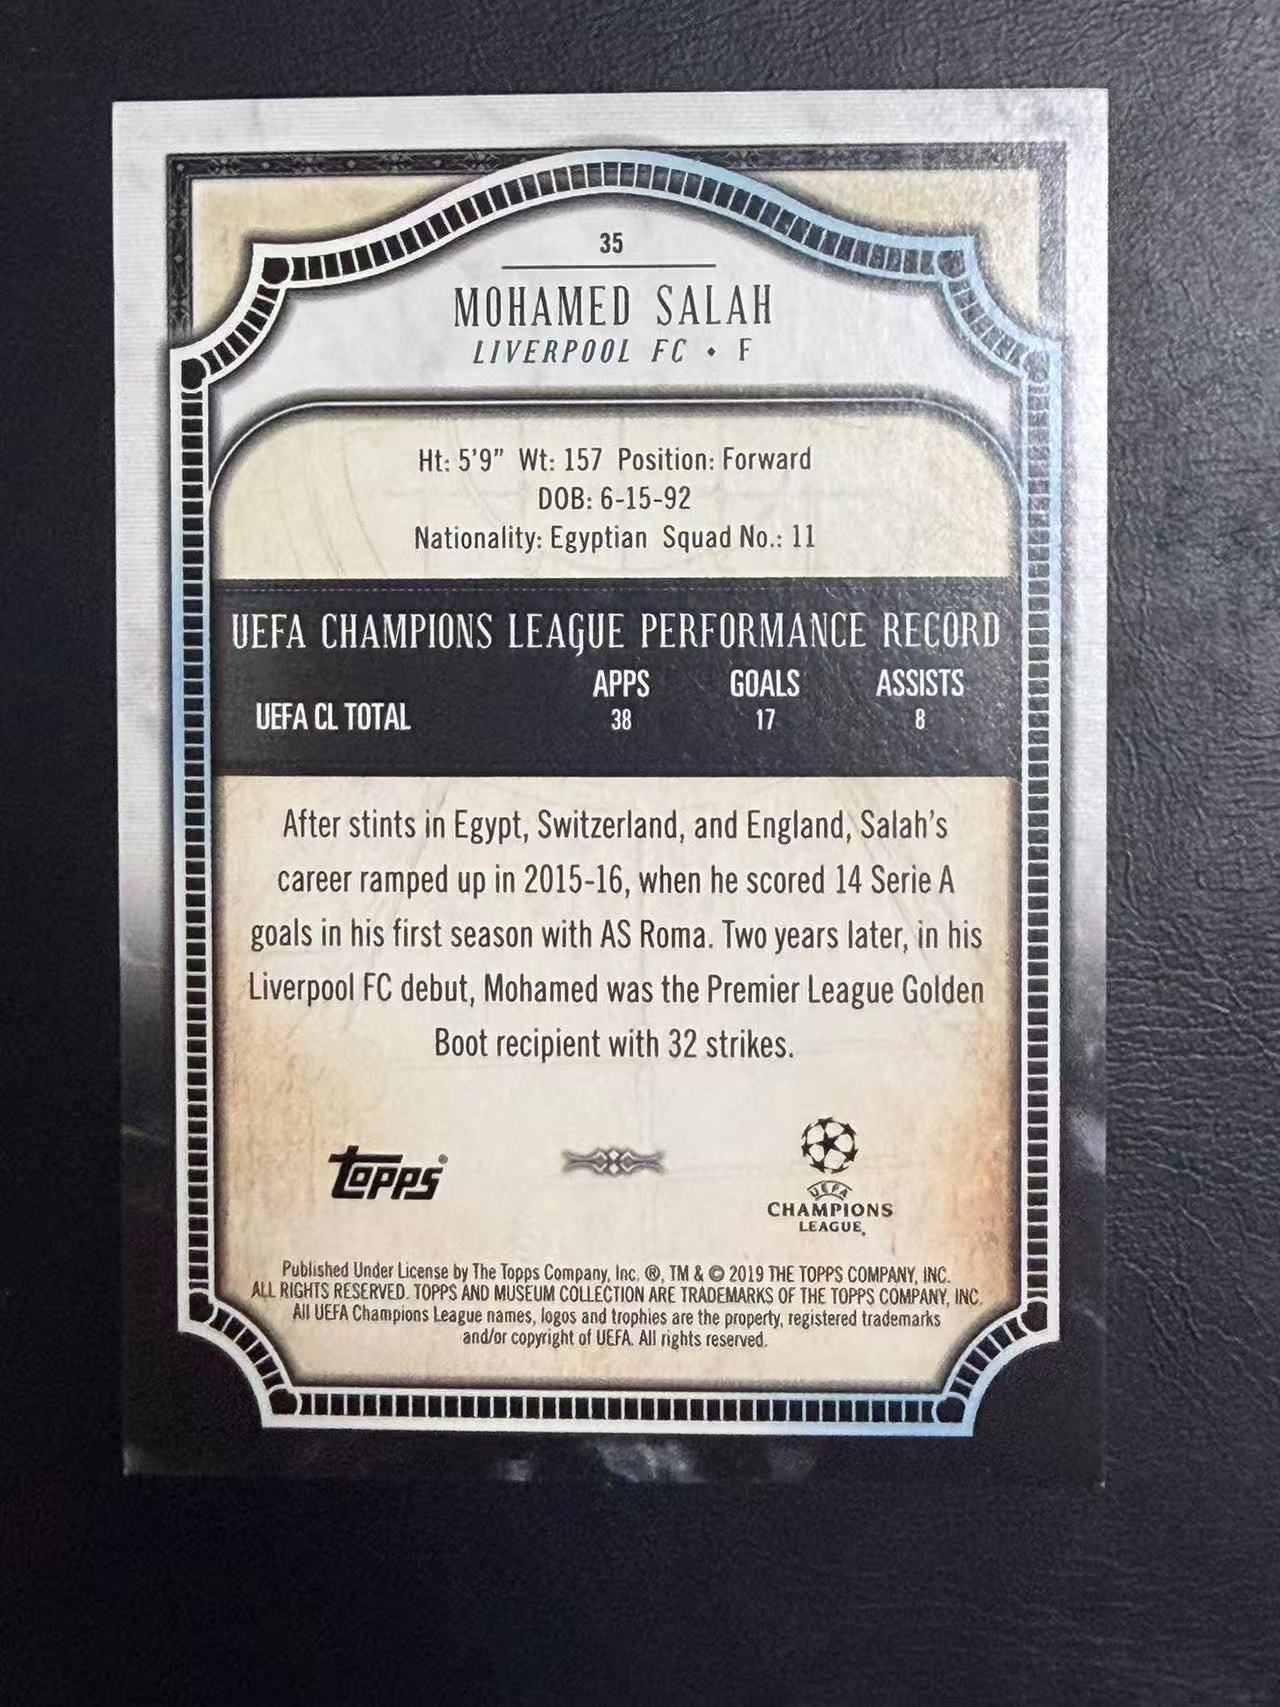 35
MOHAMED SALAH
LIVERPOOL FC • F
Ht: 5'9" Wt: 157 Position: Forward
DOB: 6-15-92
Nationality: Egyptian Squad No.: 11
UEFA CHAMPIONS LEAGUE PERFORMANCE RECORD
APPS GOALS ASSISTS
UEFA CL TOTAL 38 17 8
After stints in Egypt, Switzerland, and England, Salah's
career ramped up in 2015-16, when he scored 14 Serie A
goals in his first season with AS Roma. Two years later, in his
Liverpool FC debut, Mohamed was the Premier League Golden
Boot recipient with 32 strikes.
topps®
UEFA
CHAMPIONS
LEAGUE.
Published Under License by The Topps Company, Inc. ®, TM & © 2019 THE TOPPS COMPANY, INC.
ALL RIGHTS RESERVED. TOPPS AND MUSEUM COLLECTION ARE TRADEMARKS OF THE TOPPS COMPANY, INC.
All UEFA Champions League names, logos and trophies are the property, registered trademarks
and/or copyright of UEFA. All rights reserved.